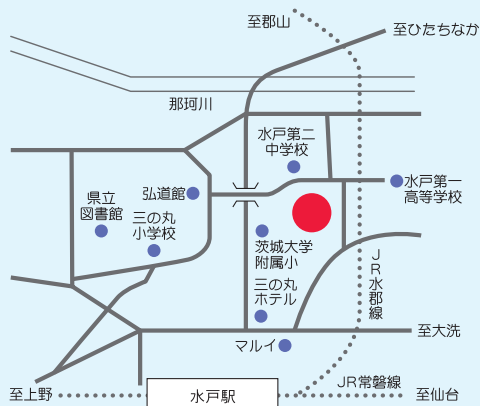 至郡山
至ひたちなか
那珂川
水戸第二
中学校
水戸第一
高等学校
県立
図書館
弘道館
三の丸
小学校
茨城大学
附属小
三の丸
ホテル
JR水郡線
マルイ
至大洗
至上野
水戸駅
JR常磐線
至仙台